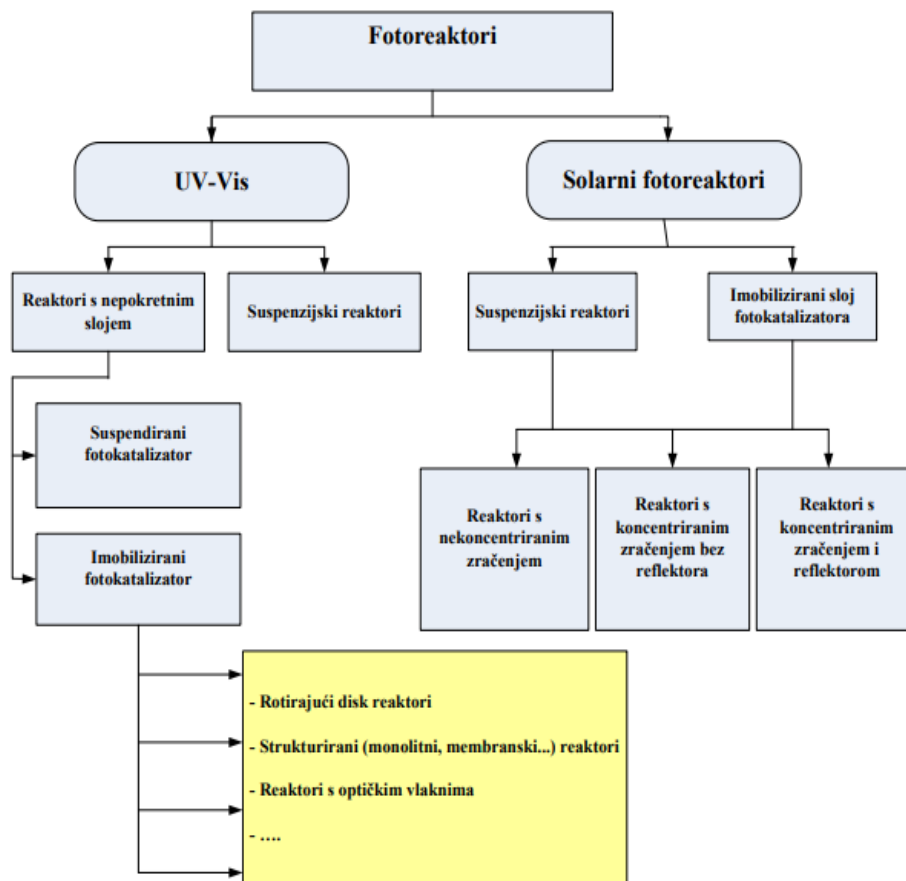 Fotoreaktori
UV-Vis
Solarni fotoreaktori
Reaktori s nepokretnim
slojem
Suspenzijski reaktori
Suspenzijski reaktori
Imobilizirani sloj
fotokatalizatora
Suspendirani
fotokatalizator
Imobilizirani
fotokatalizator
Reaktori s
nekoncentriranim
zračenjem
Reaktori s
koncentriranim
zračenjem bez
reflektora
Reaktori s
koncentriranim
zračenjem i
reflektorom
- Rotirajući disk reaktori
- Strukturirani (monolitni, membranski...) reaktori
- Reaktori s optičkim vlaknima
- ....